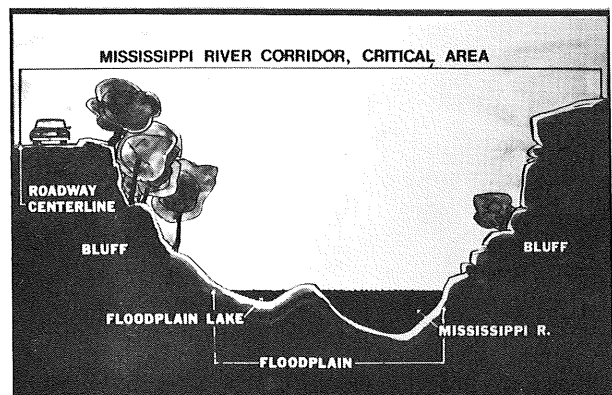 MISSISSIPPI RIVER CORRIDOR, CRITICAL AREA
ROADWAY
CENTERLINE
BLUFF
BLUFF
FLOODPLAIN LAKE
MISSISSIPPI R.
FLOODPLAIN